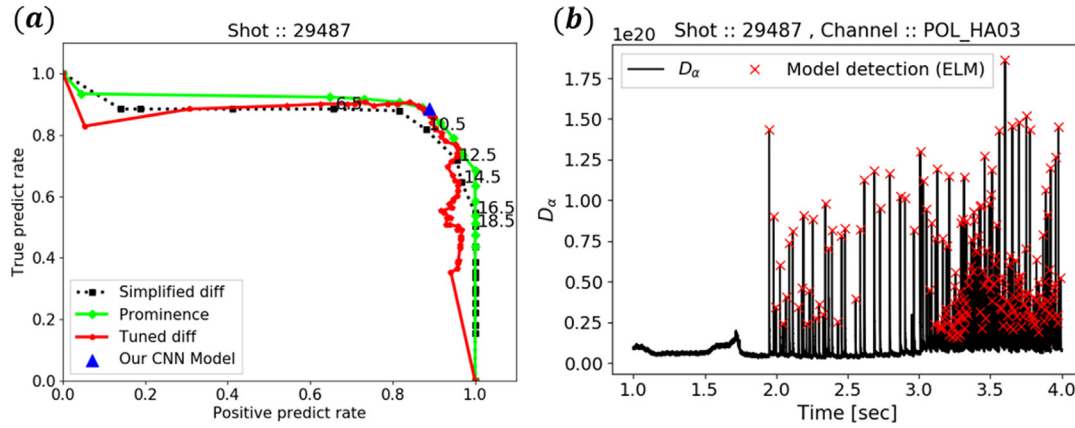 (a)
Shot :: 29487
True predict rate
1.0
0.8
0.6
0.4
0.2
0.0
6.5
10.5
12.5
14.5
16.5
18.5
Simplified diff
Prominence
Tuned diff
Our CNN Model
0.0 0.2 0.4 0.6 0.8 1.0
Positive predict rate
(b)
Shot :: 29487 , Channel :: POL_HA03
1e20
Dα
Model detection (ELM)
Dα
1.75
1.50
1.25
1.00
0.75
0.50
0.25
0.00
1.0 1.5 2.0 2.5 3.0 3.5 4.0
Time [sec]